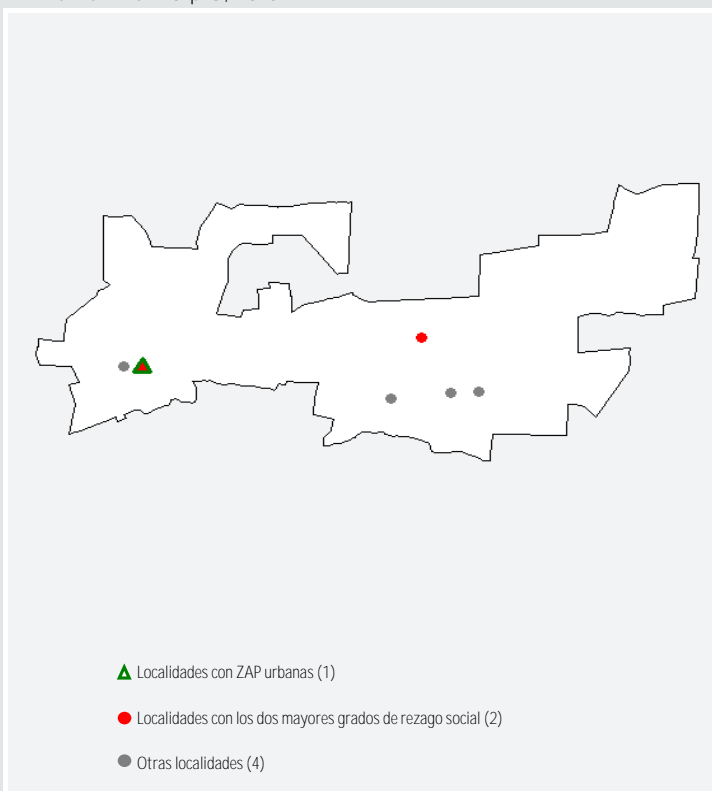 Localidades con ZAP urbanas (1)
Localidades con los dos mayores grados de rezago social (2)
Otras localidades (4)